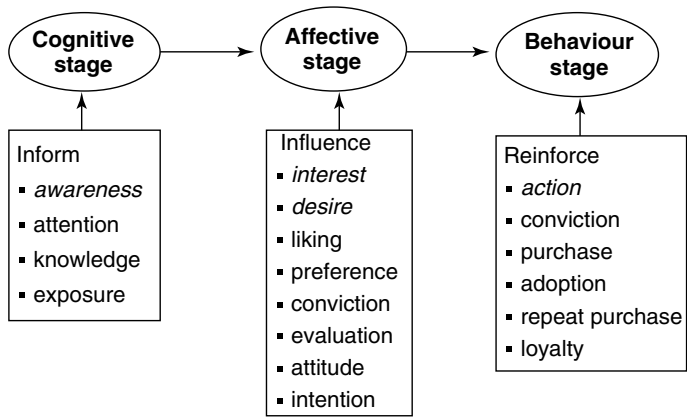 Cognitive
stage
Affective
stage
Behaviour
stage
Inform
▪ awareness
▪ attention
▪ knowledge
▪ exposure
Influence
▪ interest
▪ desire
▪ liking
▪ preference
▪ conviction
▪ evaluation
▪ attitude
▪ intention
Reinforce
▪ action
▪ conviction
▪ purchase
▪ adoption
▪ repeat purchase
▪ loyalty